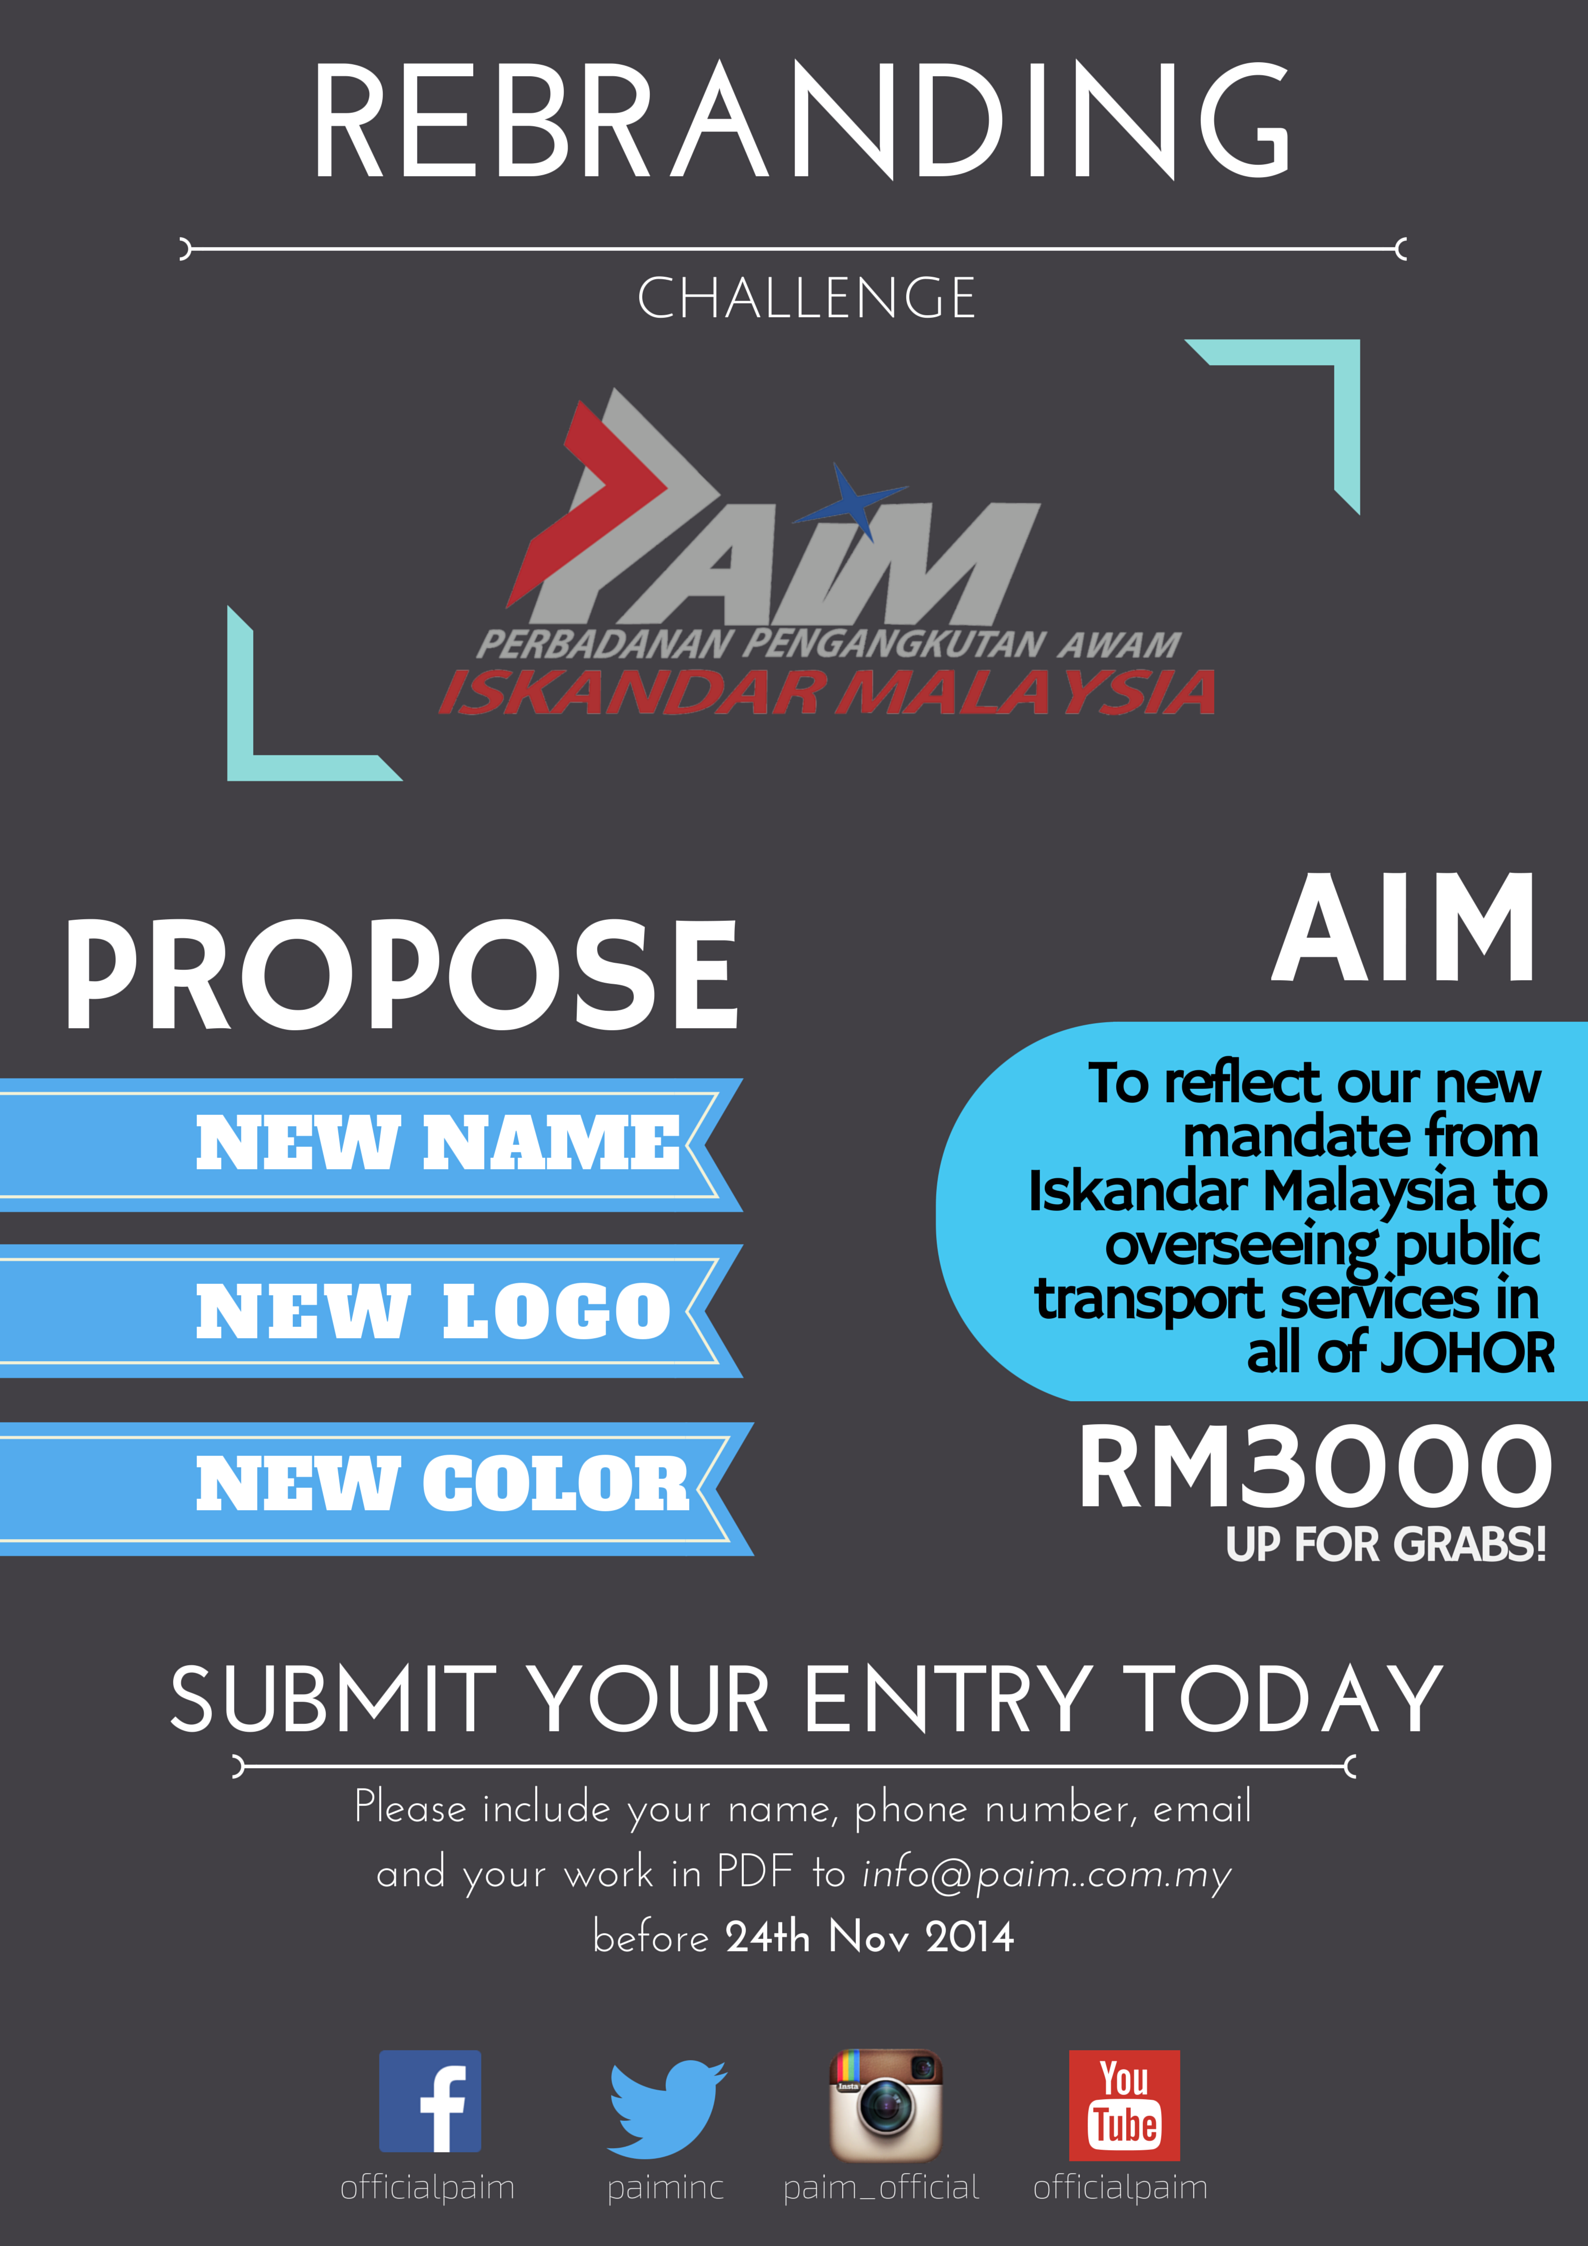 REBRANDING
CHALLENGE
PAiM
PERBADANAN PENGANGKUTAN AWAM
ISKANDAR MALAYSIA
PROPOSE
NEW NAME
NEW LOGO
NEW COLOR
AIM
To reflect our new
mandate from
Iskandar Malaysia to
overseeing public
transport services in
all of JOHOR
RM3000
UP FOR GRABS!
SUBMIT YOUR ENTRY TODAY
Please include your name, phone number, email
and your work in PDF to info@paim..com.my
before 24th Nov 2014
f
Insta
You
Tube
officialpaim
paiminc
paim_official
officialpaim